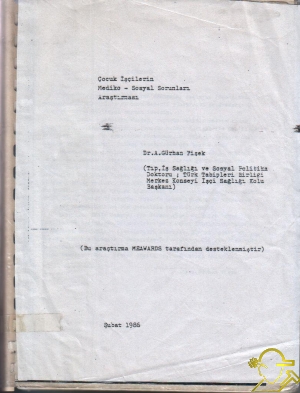 Çocuk İşçilerin
Mediko - Sosyal Sorunları
Araştırması
Dr.A.Gürhan Fişek
(Tıp,İş Sağlığı ve Sosyal Politika
Doktoru ; Türk Tabipleri Birliği
Merkez Konseyi İşçi Sağlığı Kolu
Başkanı)
(Bu araştırma MEAWARDS tarafından desteklenmiştir)
Şubat 1986